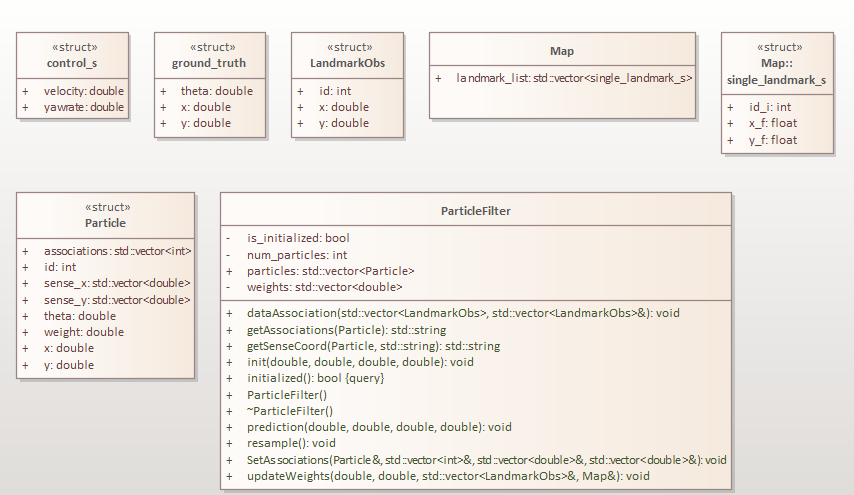 «struct»
control_s
+ velocity: double
+ yawrate: double
«struct»
ground_truth
+ theta: double
+ x: double
+ y: double
«struct»
LandmarkObs
+ id: int
+ x: double
+ y: double
Map
+ landmark_list: std::vector<single_landmark_s>
«struct»
Map::
single_landmark_s
+ id_i: int
+ x_f: float
+ y_f: float
«struct»
Particle
+ associations: std::vector<int>
+ id: int
+ sense_x: std::vector<double>
+ sense_y: std::vector<double>
+ theta: double
+ weight: double
+ x: double
+ y: double
ParticleFilter
- is_initialized: bool
- num_particles: int
+ particles: std::vector<Particle>
- weights: std::vector<double>
+ dataAssociation(std::vector<LandmarkObs>, std::vector<LandmarkObs>&): void
+ getAssociations(Particle): std::string
+ getSenseCoord(Particle, std::string): std::string
+ init(double, double, double, double): void
+ initialized(): bool {query}
+ ParticleFilter()
+ ~ParticleFilter()
+ prediction(double, double, double, double): void
+ resample(): void
+ SetAssociations(Particle&, std::vector<int>&, std::vector<double>&, std::vector<double>&): void
+ updateWeights(double, double, std::vector<LandmarkObs>&, Map&): void